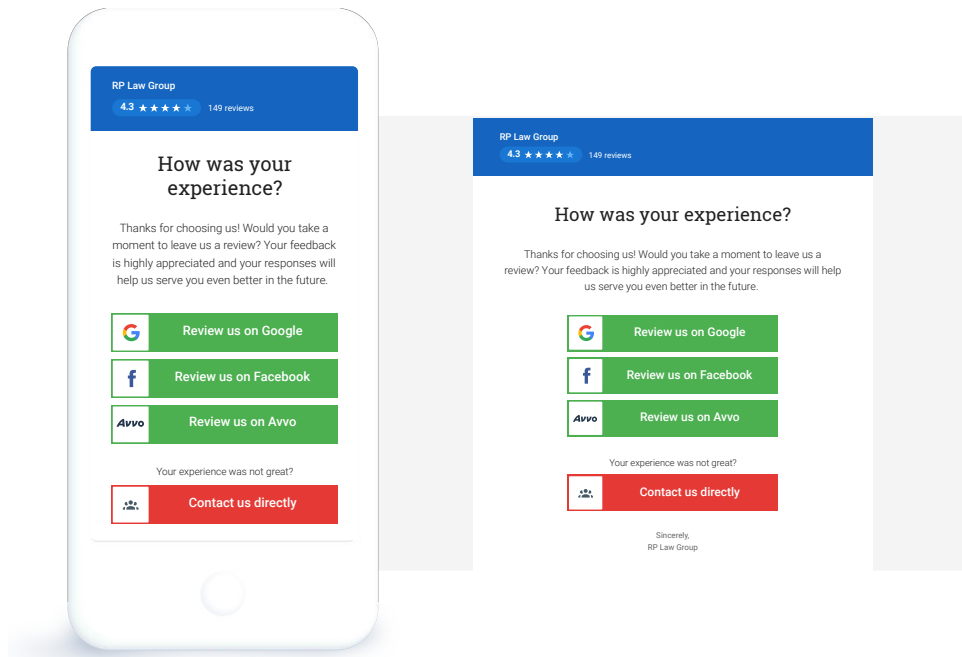 RP Law Group
4.3 149 reviews
How was your
experience?
Thanks for choosing us! Would you take a
moment to leave us a review? Your feedback
is highly appreciated and your responses will
help us serve you even better in the future.
G Review us on Google
f Review us on Facebook
Avvo Review us on Avvo
Your experience was not great?
Contact us directly
RP Law Group
4.3 149 reviews
How was your experience?
Thanks for choosing us! Would you take a moment to leave us a
review? Your feedback is highly appreciated and your responses will help
us serve you even better in the future.
G Review us on Google
f Review us on Facebook
Avvo Review us on Avvo
Your experience was not great?
Contact us directly
Sincerely,
RP Law Group